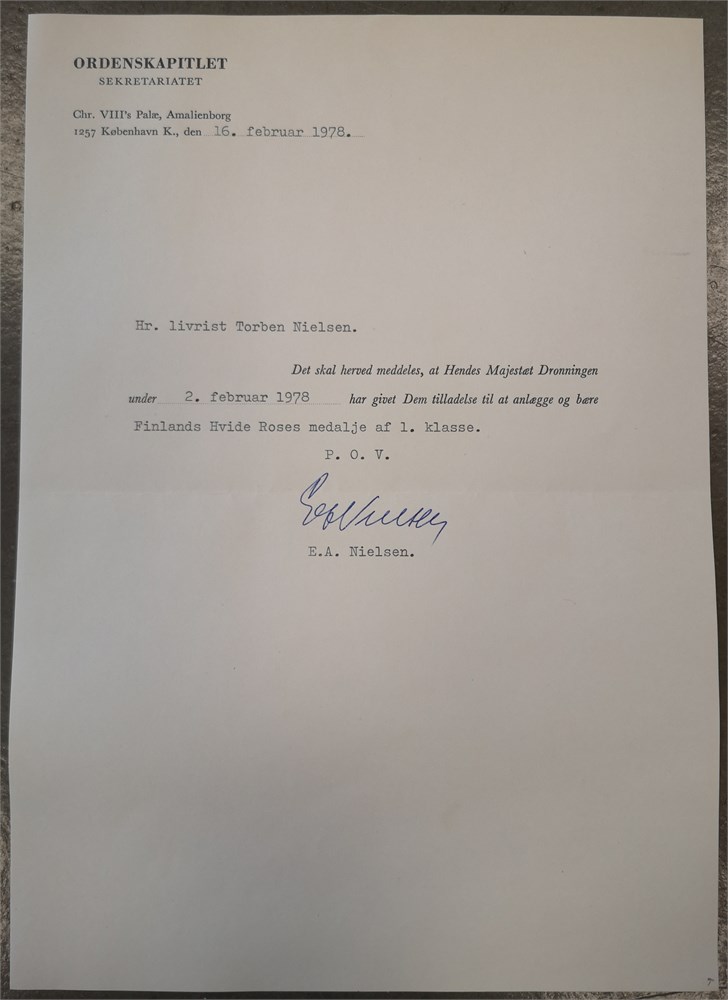 ORDENSKAPITLET
SEKRETARIATET
Chr. VIII's Palæ, Amalienborg
1257 København K., den 16. februar 1978.
Hr. livrist Torben Nielsen.
Det skal herved meddeles, at Hendes Majestæt Dronningen
under 2. februar 1978 har givet Dem tilladelse til at anlægge og bære
Finlands Hvide Roses medalje af 1. klasse.
P. O. V.
E.A. Nielsen.